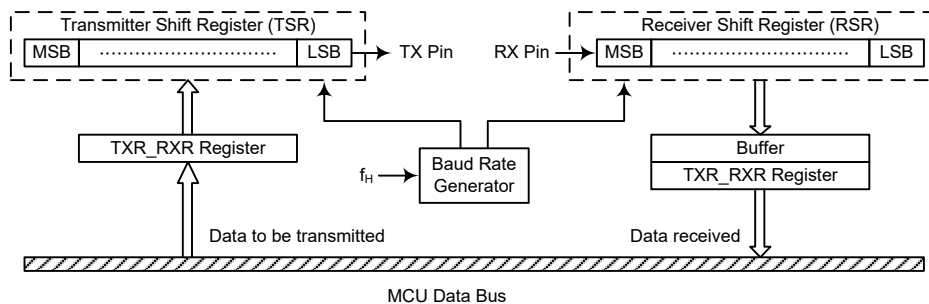 Transmitter Shift Register (TSR)
MSB ................................ LSB
TX Pin
RX Pin
Receiver Shift Register (RSR)
MSB ................................ LSB
TXR_RXR Register
fH
Baud Rate
Generator
Buffer
TXR_RXR Register
Data to be transmitted
Data received
MCU Data Bus